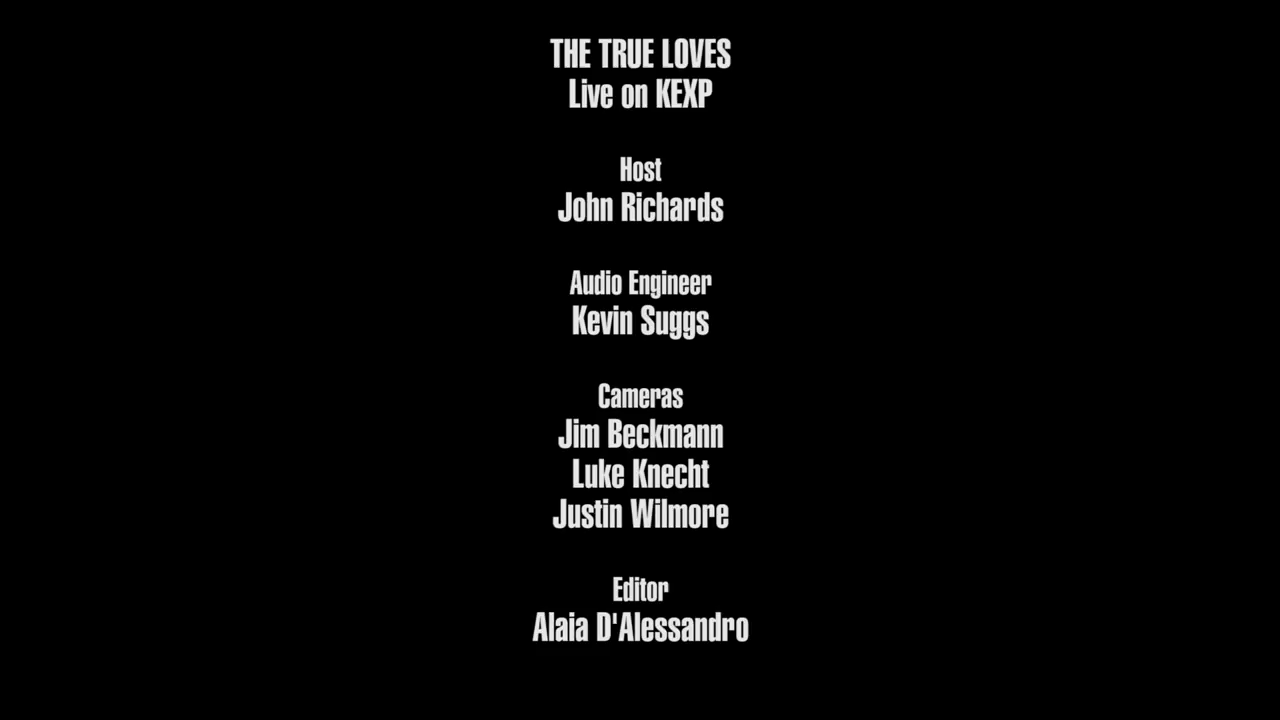 THE TRUE LOVES
Live on KEXP
Host
John Richards
Audio Engineer
Kevin Suggs
Cameras
Jim Beckmann
Luke Knecht
Justin Wilmore
Editor
Alaia D'Alessandro